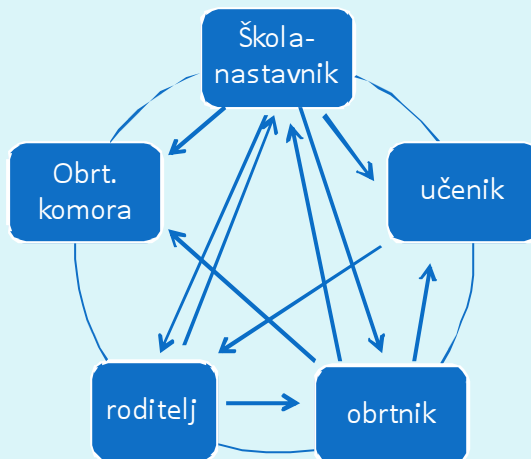 Škola-
nastavnik
Obrt.
komora
učenik
roditelj
obrtnik